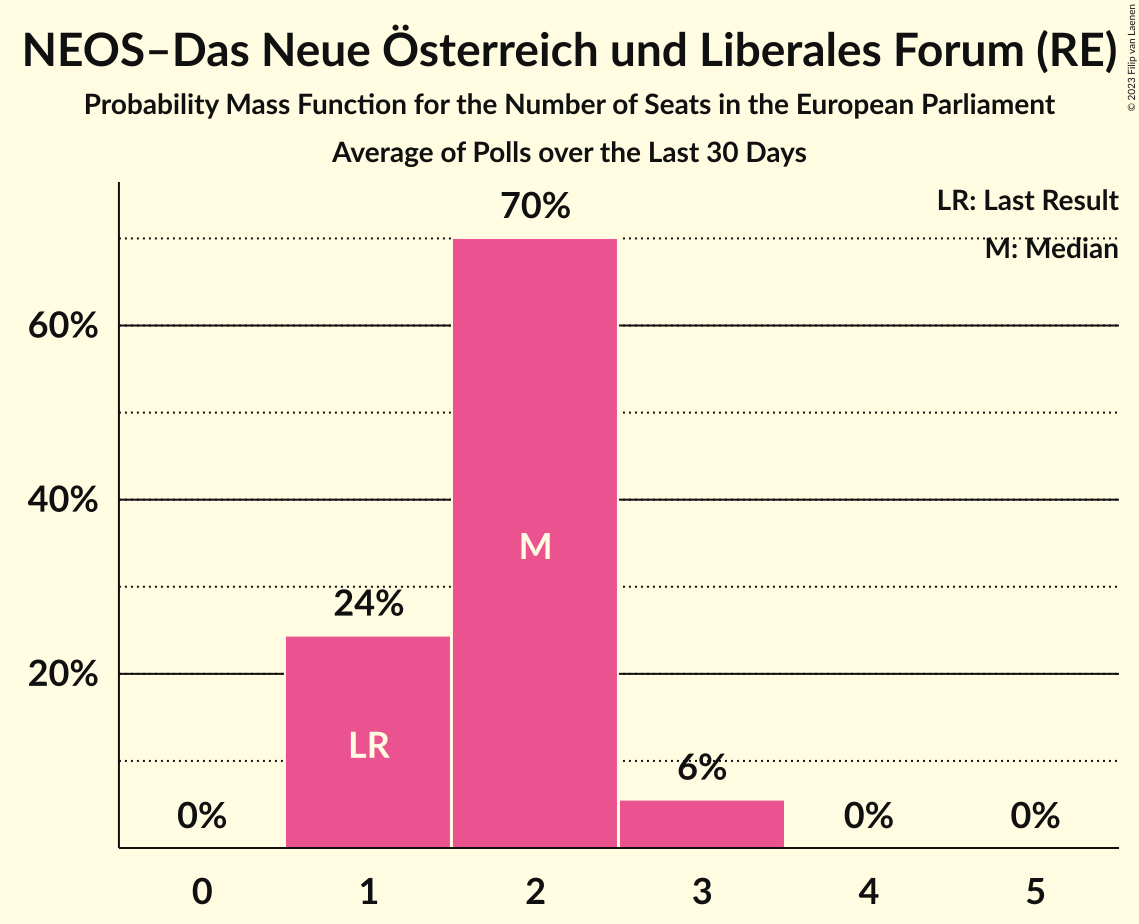 NEOS–Das Neue Österreich und Liberales Forum (RE)
Probability Mass Function for the Number of Seats in the European Parliament
Average of Polls over the Last 30 Days
© 2023 Filip van Laenen
LR: Last Result
M: Median
70%
60%
40%
M
24%
20%
LR
6%
0%
0%
0%
0 1 2 3 4 5